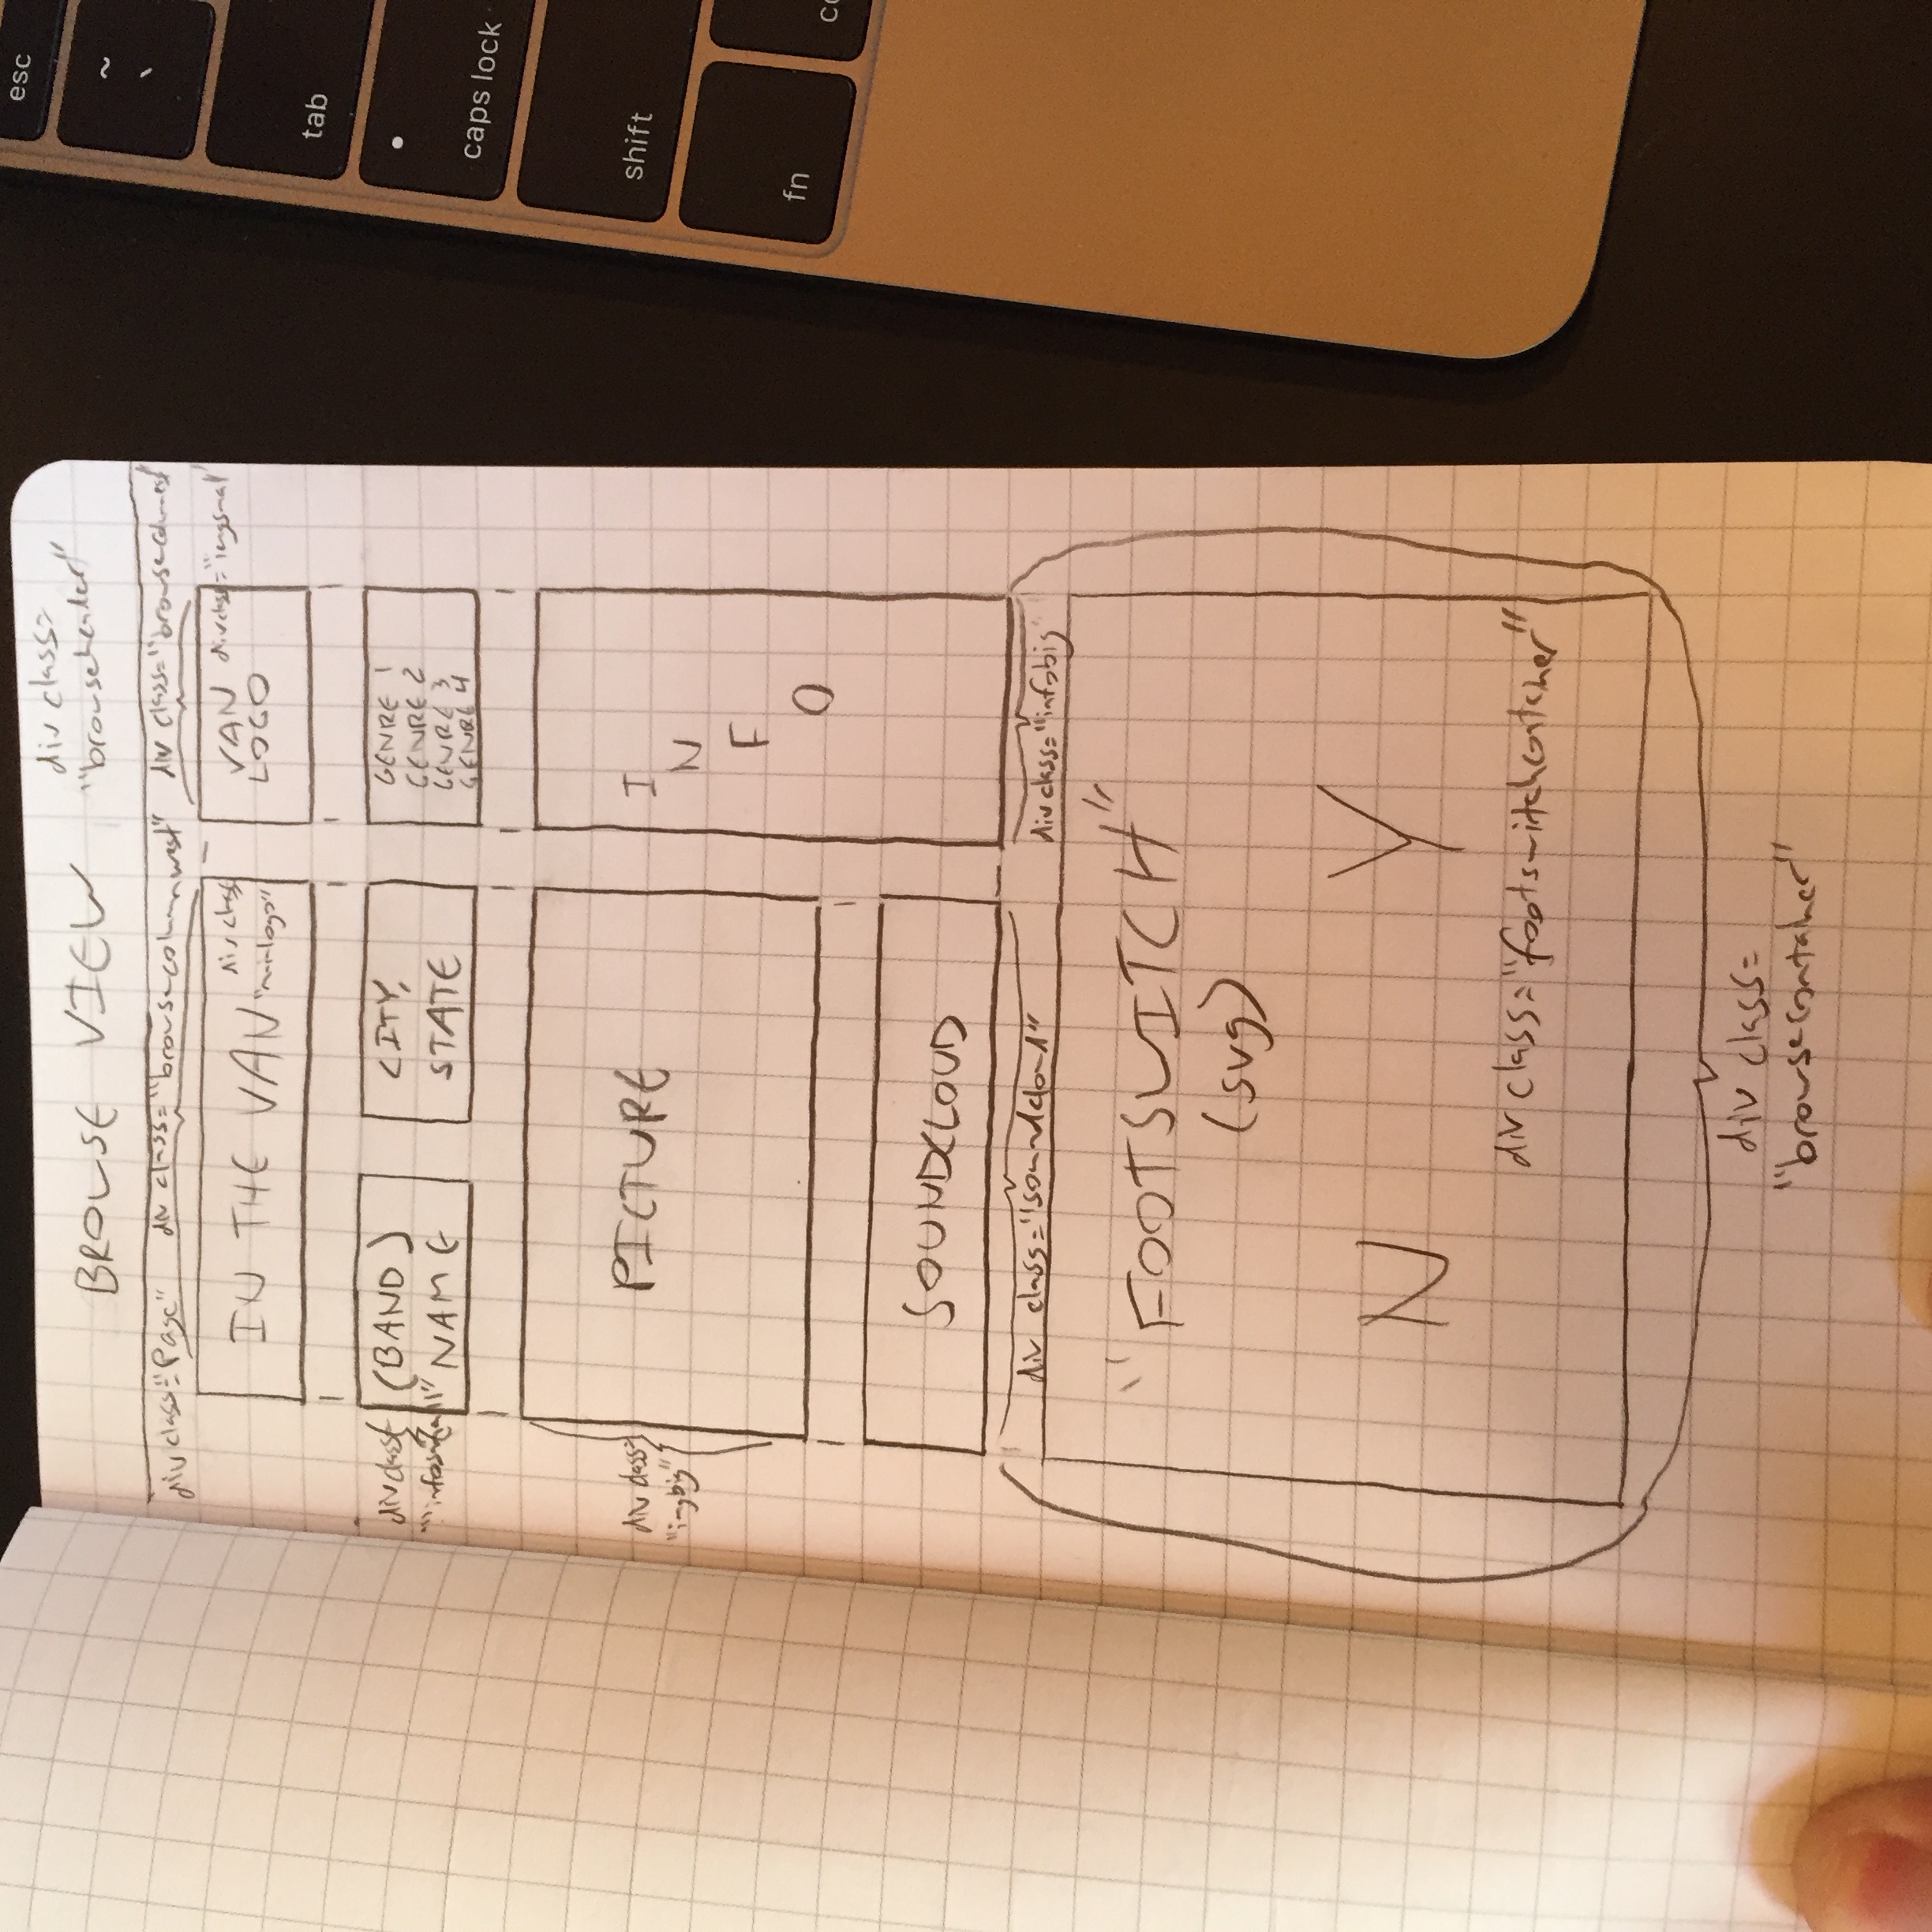 BROWSE VIEW
div class=
"browseheader"
div class="Page"
div class="browsecolumnwest"
div class="browsecolumneast"
IN THE VAN
div class
VAN
LOGO
div class="imgsmal"
div class
"infosmall"
(BAND)
NAME
CITY,
STATE
GENRE 1
GENRE 2
GENRE 3
GENRE 4
div class=
"imgbig"
PICTURE
I
N
F
O
SOUNDCLOUD
div class="soundcloud"
div class="infobig
"FOOTSWITCH"
(svg)
N
Y
div class="footswitchcontainer"
div class=
"browsecontainer"
esc
~
`
tab
caps lock
shift
fn